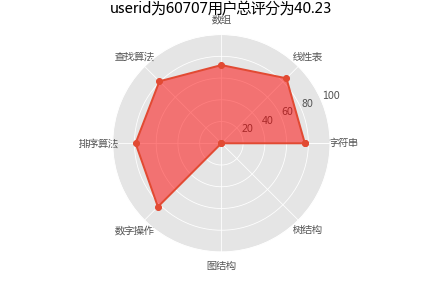 userid为60707用户总评分为40.23
数组
查找算法
线性表
100
80
60
40
20
排序算法
字符串
数字操作
树结构
图结构